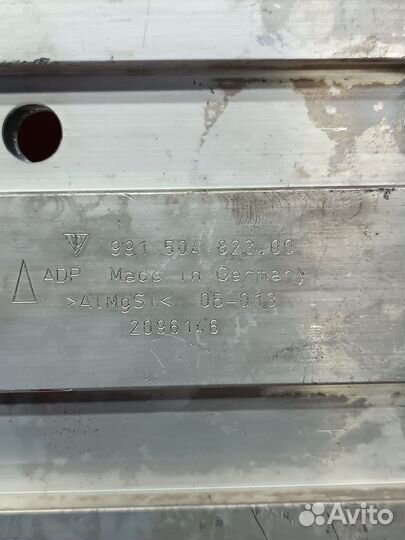 991.504 823.00
ADP Made in Germany
>AlMgSi< 05-013
2096146
Avito